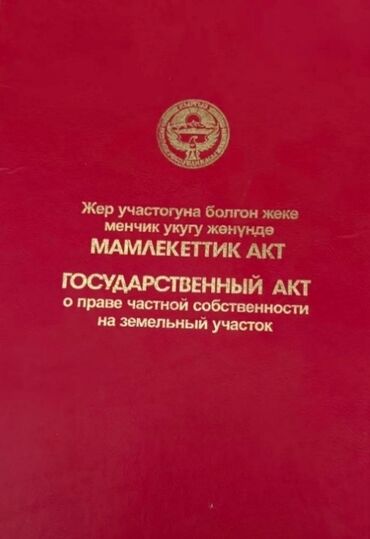 Жер участогуна болгон жеке
менчик укугу жөнүндө
МАМЛЕКЕТТИК АКТ
ГОСУДАРСТВЕННЫЙ АКТ
о праве частной собственности
на земельный участок